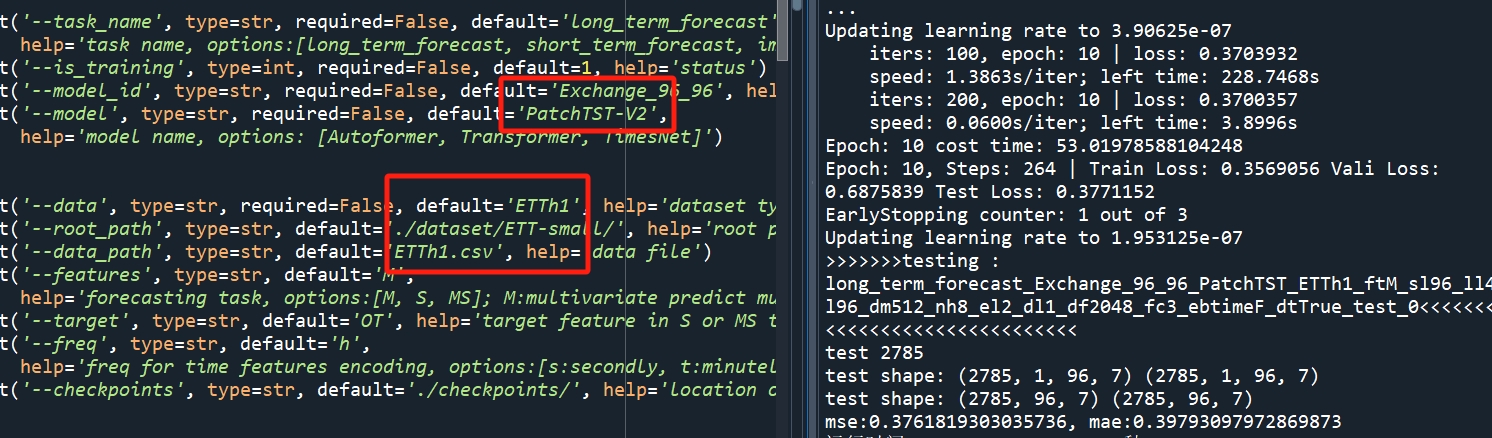 t('--task_name', type=str, required=False, default='long_term_forecast'
help='task name, options:[long_term_forecast, short_term_forecast, im
t('--is_training', type=int, required=False, default=1, help='status')
t('--model_id', type=str, required=False, default='Exchange_96_96', hel
t('--model', type=str, required=False, default='PatchTST-V2',
help='model name, options: [Autoformer, Transformer, TimesNet]')
t('--data', type=str, required=False, default='ETTh1', help='dataset ty
t('--root_path', type=str, default='./dataset/ETT-small/', help='root p
t('--data_path', type=str, default='ETTh1.csv', help='data file')
t('--features', type=str, default='M',
help='forecasting task, options:[M, S, MS]; M:multivariate predict mu
t('--target', type=str, default='OT', help='target feature in S or MS t
t('--freq', type=str, default='h',
help='freq for time features encoding, options:[s:secondly, t:minutel
t('--checkpoints', type=str, default='./checkpoints/', help='location o
...
Updating learning rate to 3.90625e-07
iters: 100, epoch: 10 | loss: 0.3703932
speed: 1.3863s/iter; left time: 228.7468s
iters: 200, epoch: 10 | loss: 0.3700357
speed: 0.0600s/iter; left time: 3.8996s
Epoch: 10 cost time: 53.01978588104248
Epoch: 10, Steps: 264 | Train Loss: 0.3569056 Vali Loss:
0.6875839 Test Loss: 0.3771152
EarlyStopping counter: 1 out of 3
Updating learning rate to 1.953125e-07
>>>>>>>testing :
long_term_forecast_Exchange_96_96_PatchTST_ETTh1_ftM_sl96_ll4
l96_dm512_nh8_el2_dl1_df2048_fc3_ebtimeF_dtTrue_test_0<<<<<<<
<<<<<<<<<<<<<<<<<<<<<<<
test 2785
test shape: (2785, 1, 96, 7) (2785, 1, 96, 7)
test shape: (2785, 96, 7) (2785, 96, 7)
mse:0.3761819303035736, mae:0.39793097972869873